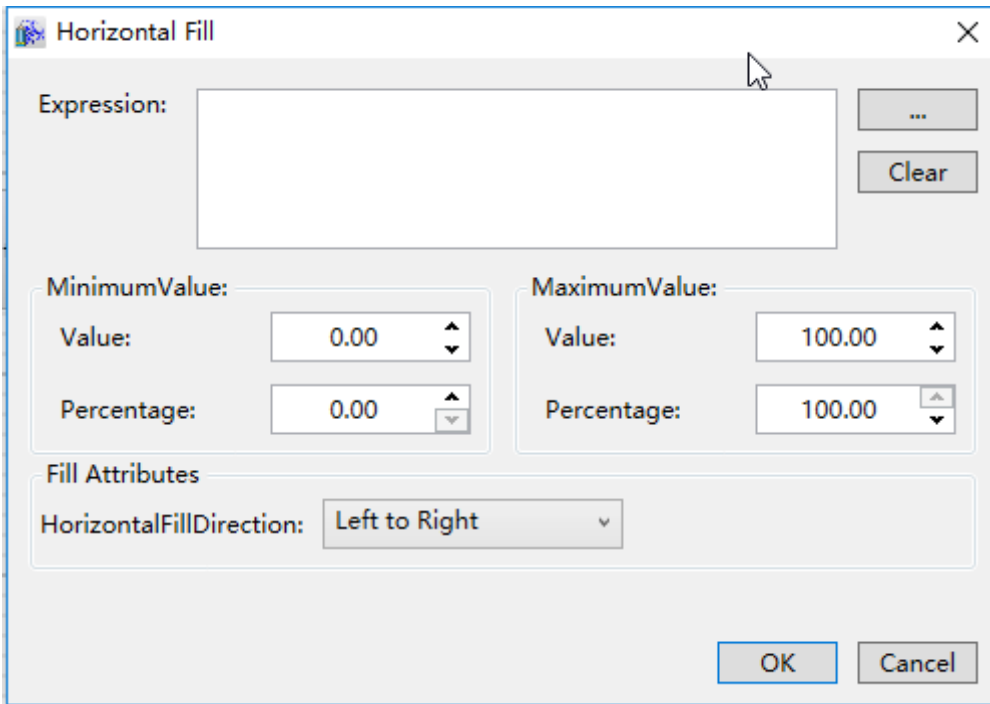 Horizontal Fill
Expression:
...
Clear
MinimumValue:
MaximumValue:
Value: 0.00
Value: 100.00
Percentage: 0.00
Percentage: 100.00
Fill Attributes
HorizontalFillDirection: Left to Right
OK
Cancel